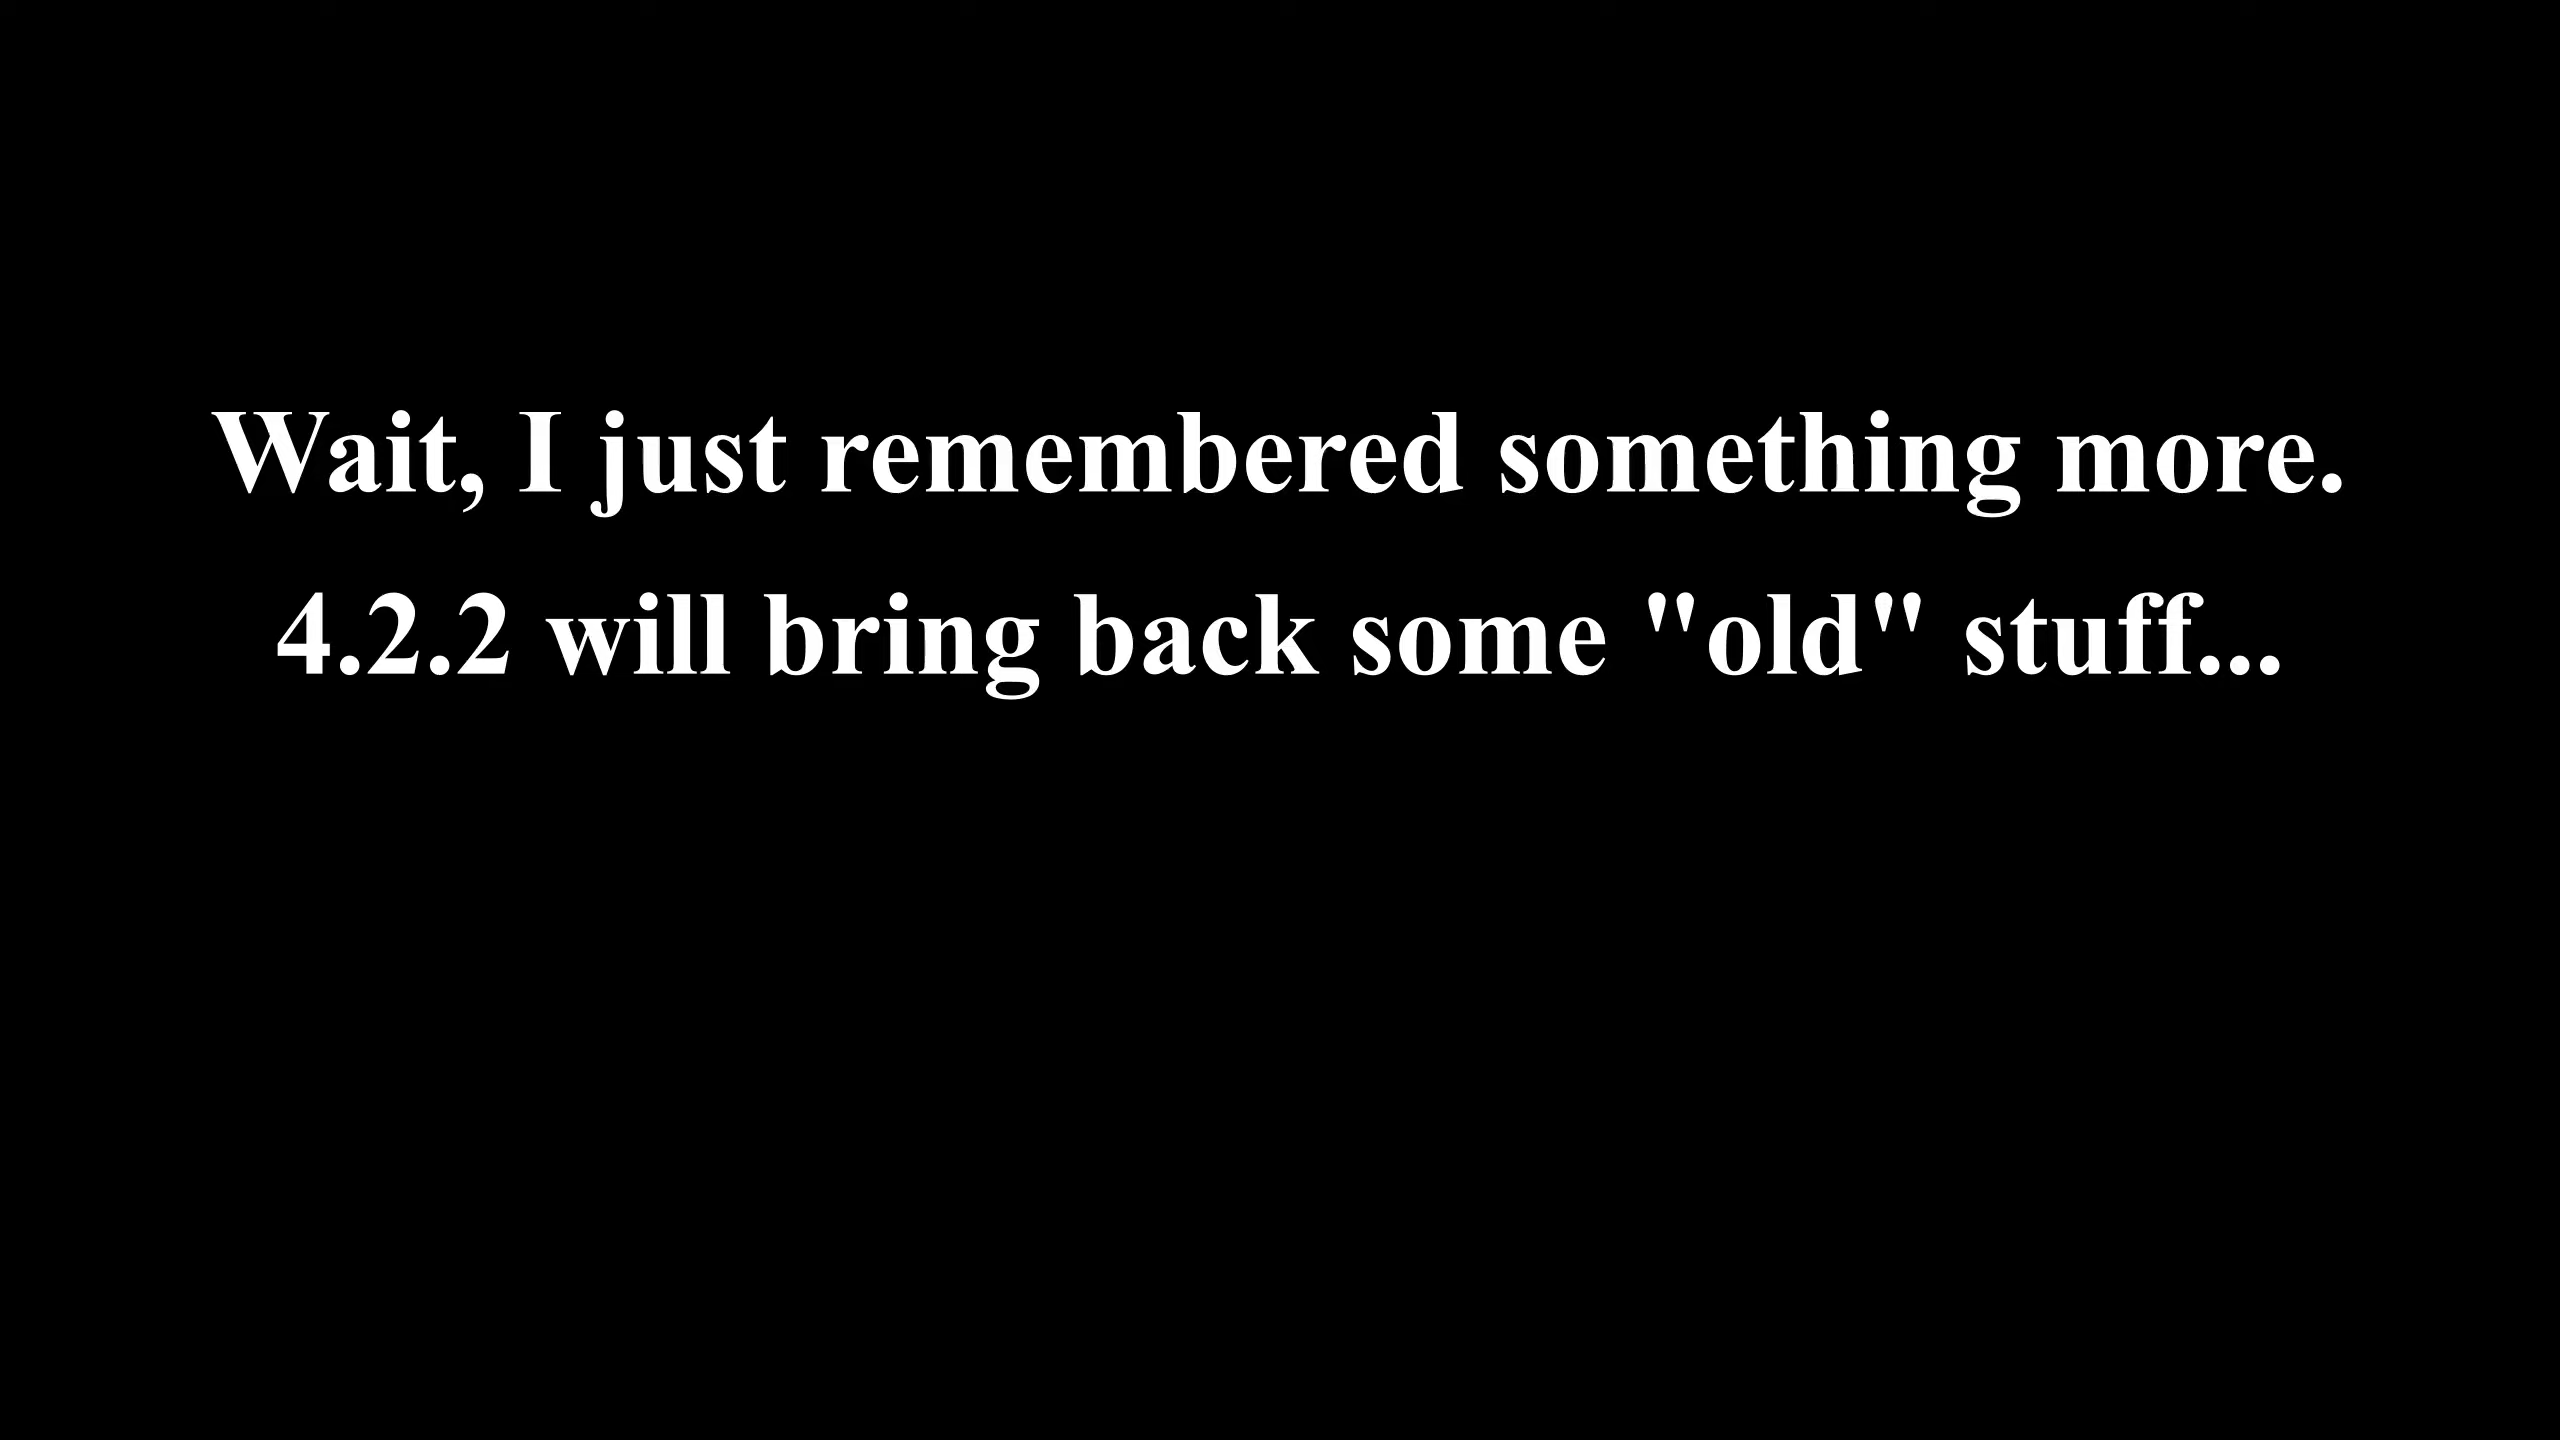 Wait, I just remembered something more.
4.2.2 will bring back some "old" stuff...